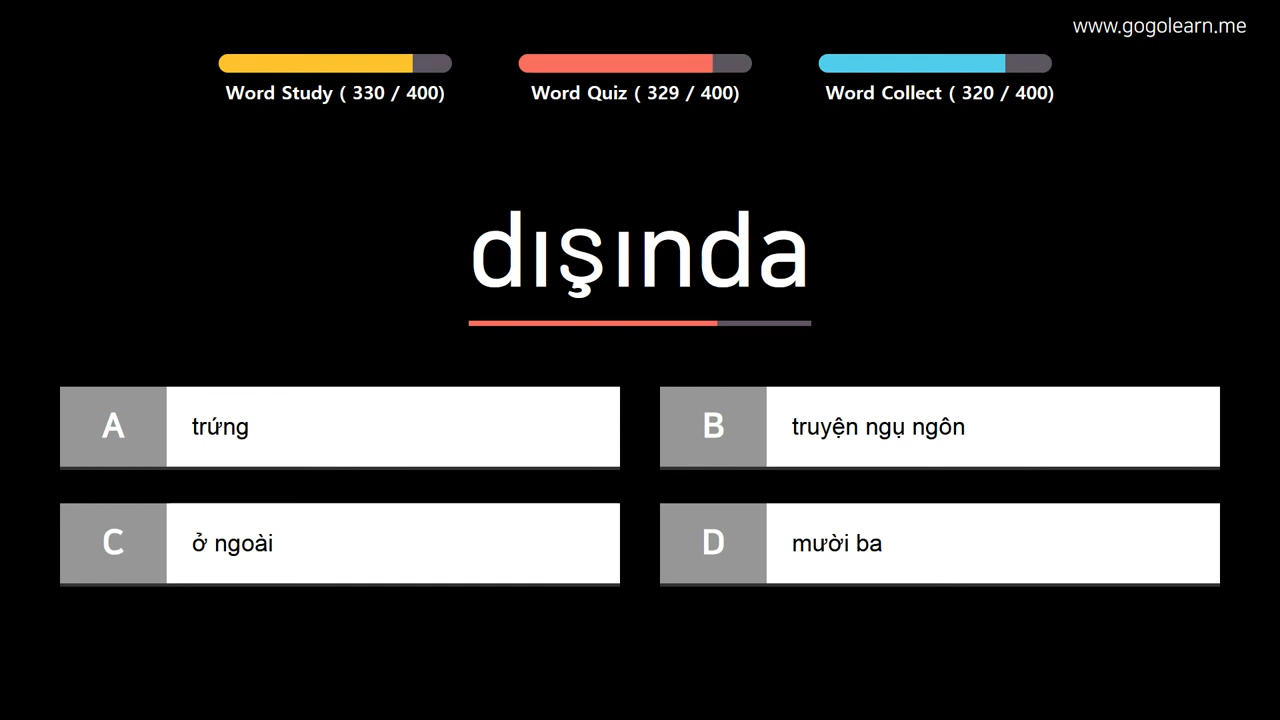 www.gogolearn.me
Word Study ( 330 / 400)
Word Quiz ( 329 / 400)
Word Collect ( 320 / 400)
dışında
A
trứng
B
truyện ngụ ngôn
C
ở ngoài
D
mười ba